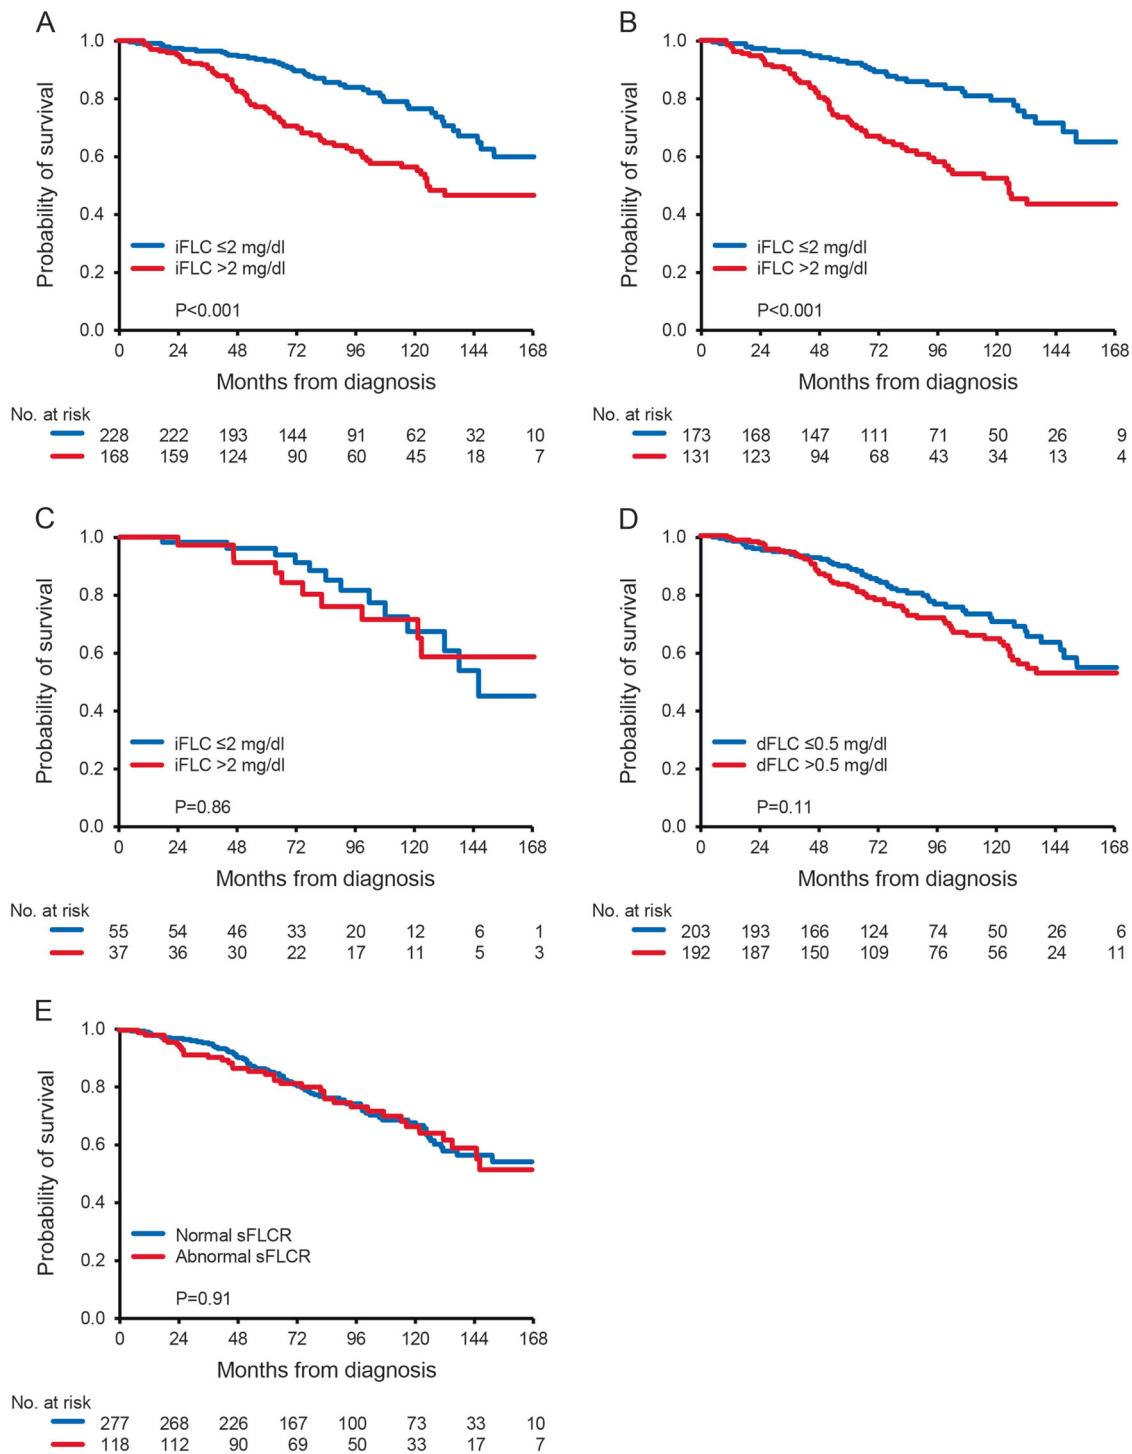 A
Probability of survival
1.0
0.8
0.6
0.4
0.2
0.0
iFLC ≤2 mg/dl
iFLC >2 mg/dl
P<0.001
0 24 48 72 96 120 144 168
Months from diagnosis
No. at risk
228 222 193 144 91 62 32 10
168 159 124 90 60 45 18 7
B
Probability of survival
1.0
0.8
0.6
0.4
0.2
0.0
iFLC ≤2 mg/dl
iFLC >2 mg/dl
P<0.001
0 24 48 72 96 120 144 168
Months from diagnosis
No. at risk
173 168 147 111 71 50 26 9
131 123 94 68 43 34 13 4
C
Probability of survival
1.0
0.8
0.6
0.4
0.2
0.0
iFLC ≤2 mg/dl
iFLC >2 mg/dl
P=0.86
0 24 48 72 96 120 144 168
Months from diagnosis
No. at risk
55 54 46 33 20 12 6 1
37 36 30 22 17 11 5 3
D
Probability of survival
1.0
0.8
0.6
0.4
0.2
0.0
dFLC ≤0.5 mg/dl
dFLC >0.5 mg/dl
P=0.11
0 24 48 72 96 120 144 168
Months from diagnosis
No. at risk
203 193 166 124 74 50 26 6
192 187 150 109 76 56 24 11
E
Probability of survival
1.0
0.8
0.6
0.4
0.2
0.0
Normal sFLCR
Abnormal sFLCR
P=0.91
0 24 48 72 96 120 144 168
Months from diagnosis
No. at risk
277 268 226 167 100 73 33 10
118 112 90 69 50 33 17 7